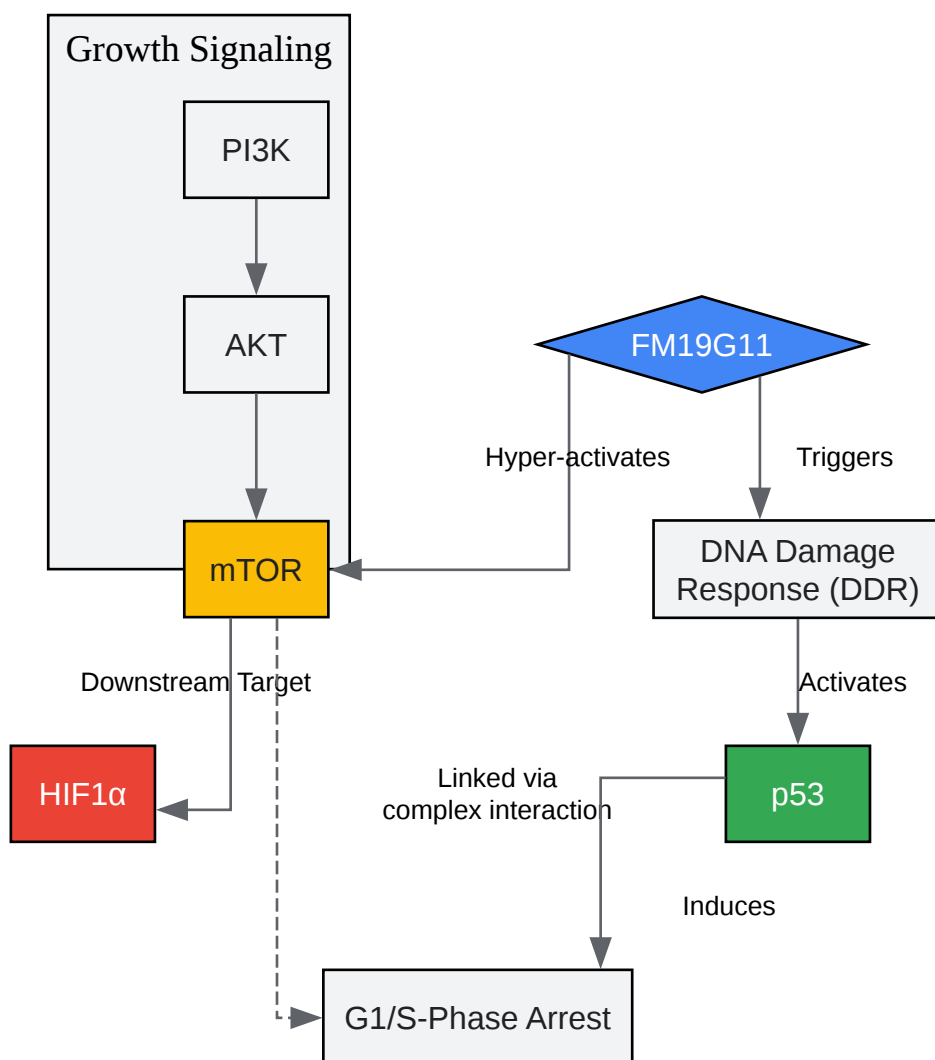 Growth Signaling
PI3K
AKT
FM19G11
Hyper-activates
Triggers
mTOR
DNA Damage
Response (DDR)
Downstream Target
Activates
HIF1α
Linked via
complex interaction
p53
Induces
G1/S-Phase Arrest